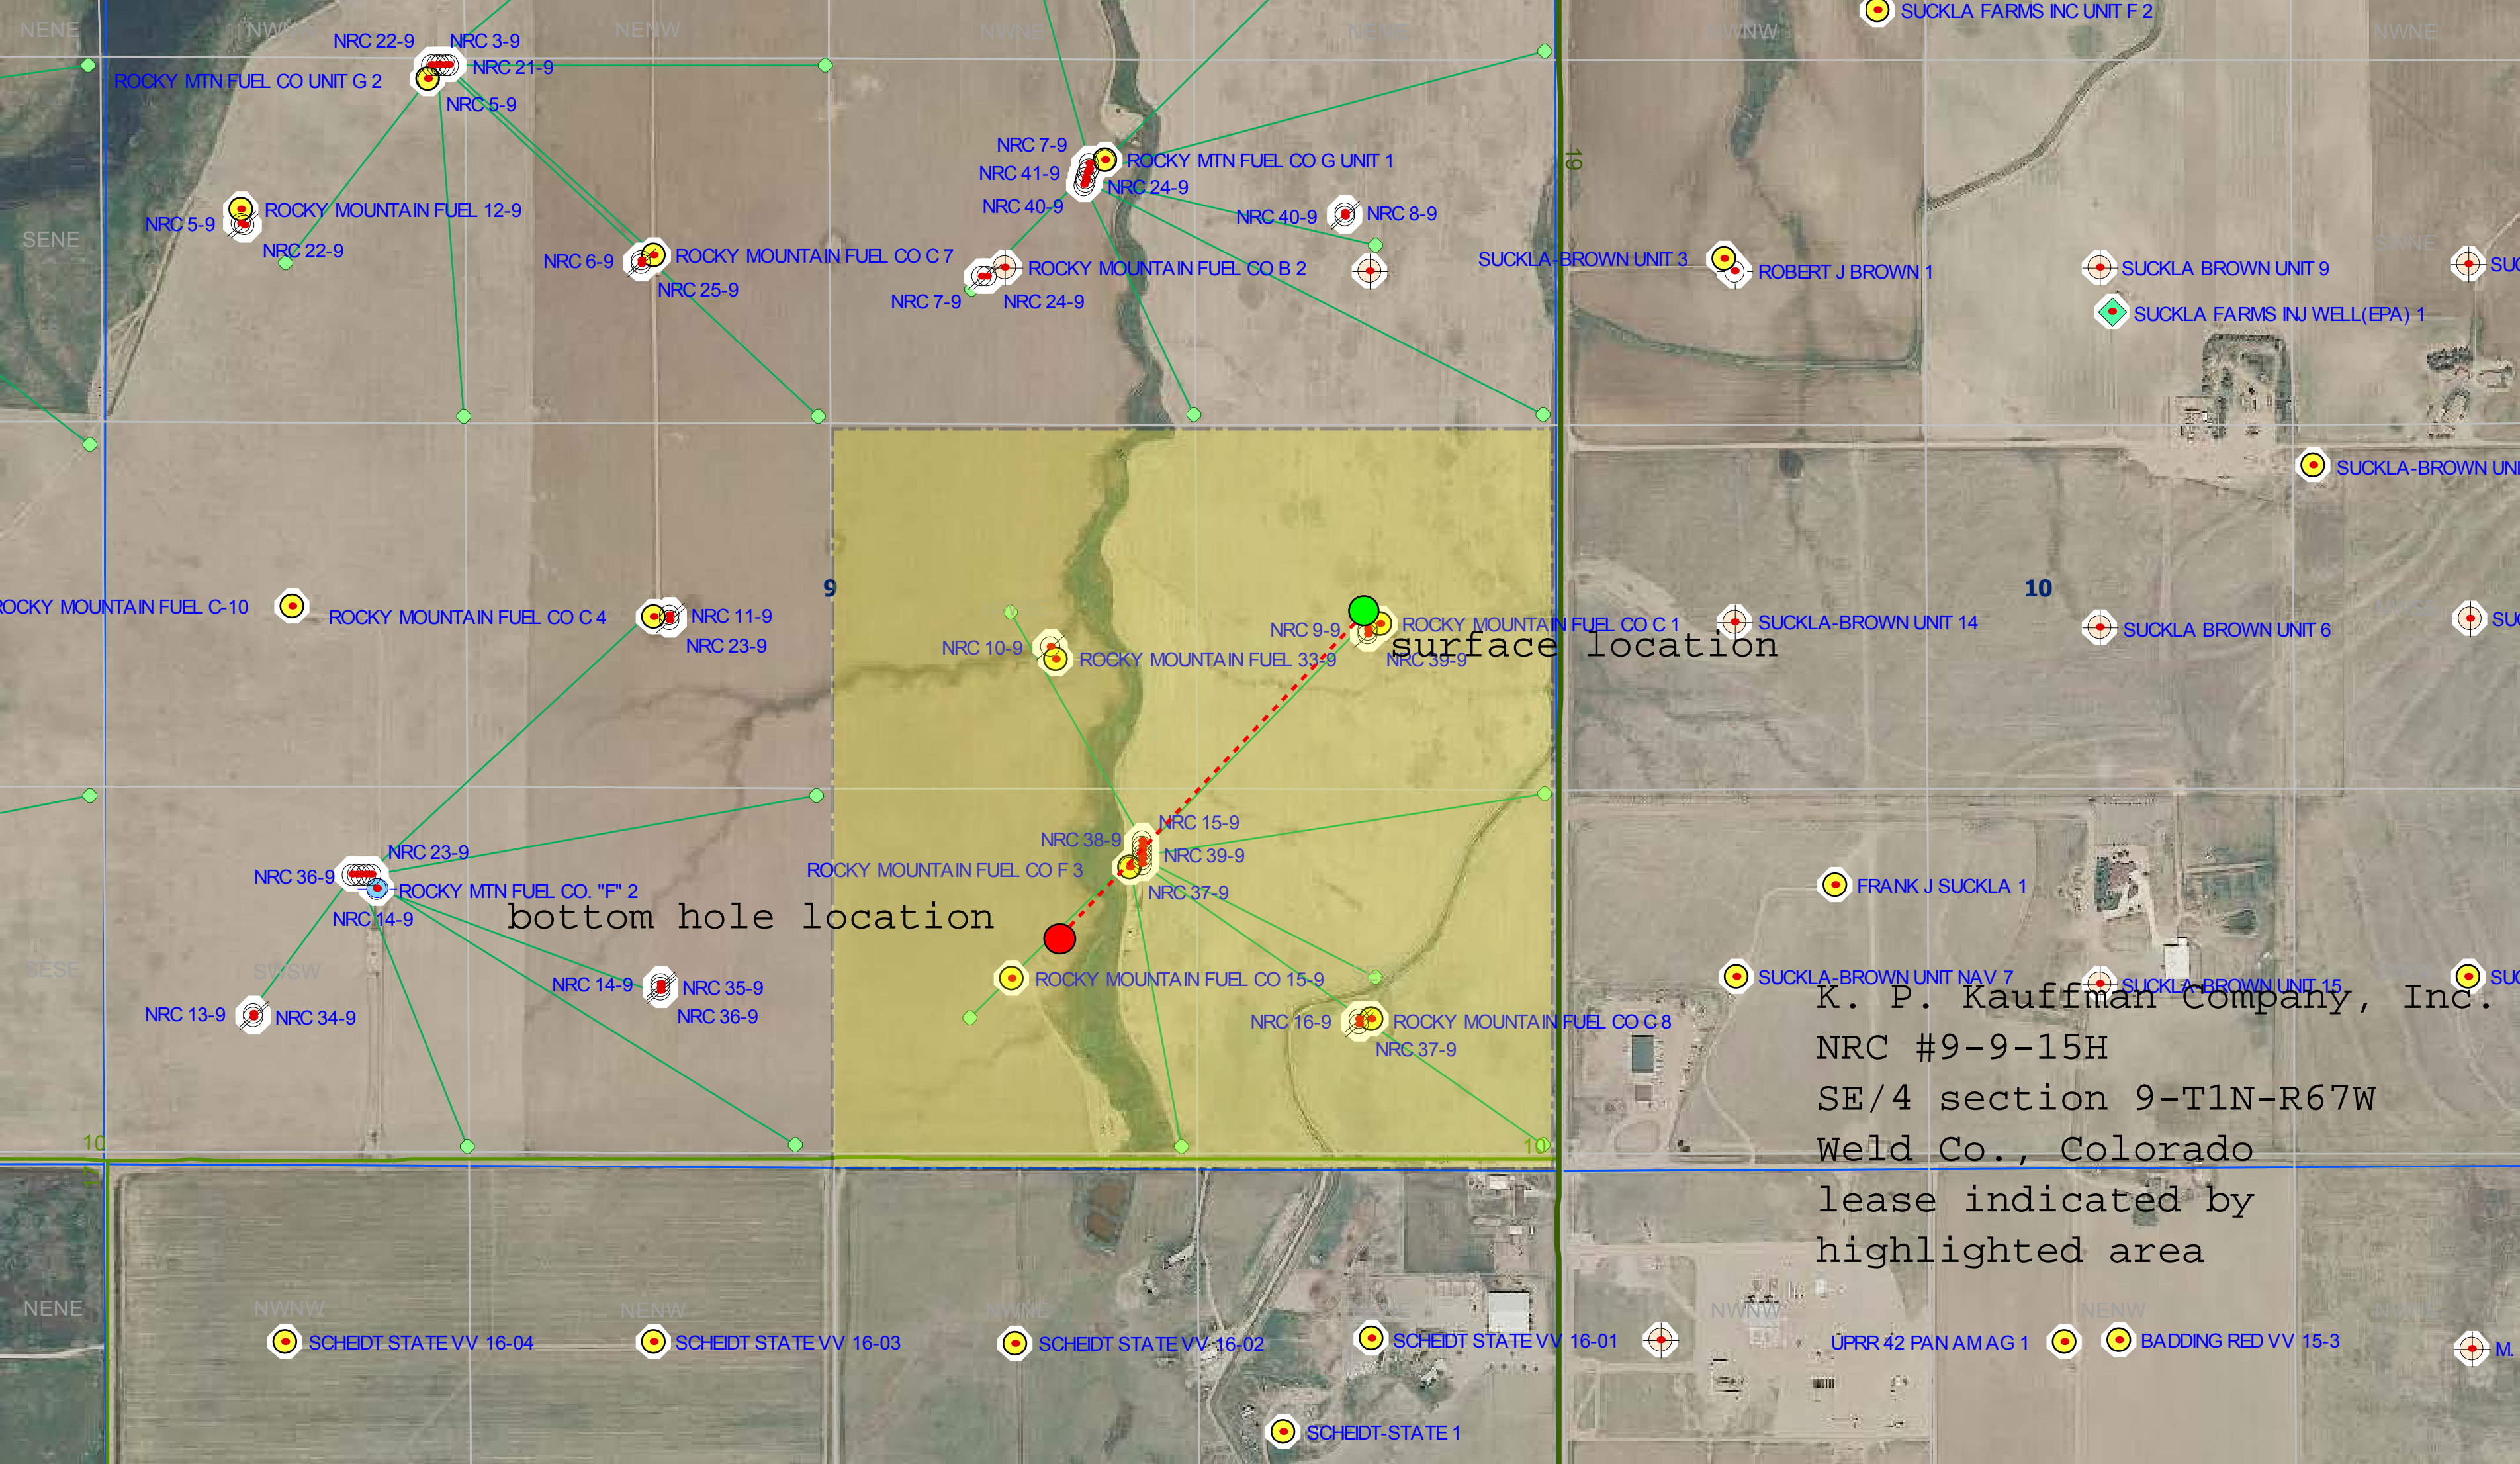 SUCKLA FARMS INC UNIT F 2
NENE
NENW
NWNE
NWNW
NWNE
NRC 22-9
NRC 3-9
NRC 21-9
ROCKY MTN FUEL CO UNIT G 2
NRC 5-9
NRC 7-9
ROCKY MTN FUEL CO G UNIT 1
19
NRC 41-9
NRC 24-9
NRC 40-9
ROCKY MOUNTAIN FUEL 12-9
NRC 5-9
NRC 22-9
SENE
NRC 40-9
NRC 8-9
ROCKY MOUNTAIN FUEL CO C 7
NRC 6-9
NRC 25-9
ROCKY MOUNTAIN FUEL CO B 2
NRC 7-9
NRC 24-9
SUCKLA-BROWN UNIT 3
ROBERT J BROWN 1
SUCKLA BROWN UNIT 9
SUCKLA FARMS INJ WELL(EPA) 1
SUCKLA-BROWN UNI
9
10
ROCKY MOUNTAIN FUEL C-10
ROCKY MOUNTAIN FUEL CO C 4
NRC 11-9
NRC 23-9
NRC 10-9
ROCKY MOUNTAIN FUEL 33-9
NRC 9-9
ROCKY MOUNTAIN FUEL CO C 1
NRC 39-9
surface location
SUCKLA-BROWN UNIT 14
SUCKLA BROWN UNIT 6
NRC 15-9
NRC 38-9
NRC 39-9
ROCKY MOUNTAIN FUEL CO F 3
NRC 37-9
NRC 23-9
NRC 36-9
ROCKY MTN FUEL CO. "F" 2
NRC 14-9
bottom hole location
FRANK J SUCKLA 1
SESE
SWSW
NRC 14-9
NRC 35-9
NRC 36-9
NRC 13-9
NRC 34-9
ROCKY MOUNTAIN FUEL CO 15-9
NRC 16-9
ROCKY MOUNTAIN FUEL CO C 8
NRC 37-9
SUCKLA-BROWN UNIT NAV 7
SUCKLA-BROWN UNIT 15
K. P. Kauffman Company, Inc.
NRC #9-9-15H
SE/4 section 9-T1N-R67W
Weld Co., Colorado
lease indicated by
highlighted area
10
10
NENE
NWNW
NENW
NWNE
NWNW
NENW
SCHEIDT STATE VV 16-04
SCHEIDT STATE VV 16-03
SCHEIDT STATE VV 16-02
SCHEIDT STATE VV 16-01
UPRR 42 PAN AM AG 1
BADDING RED VV 15-3
M.
SCHEIDT-STATE 1